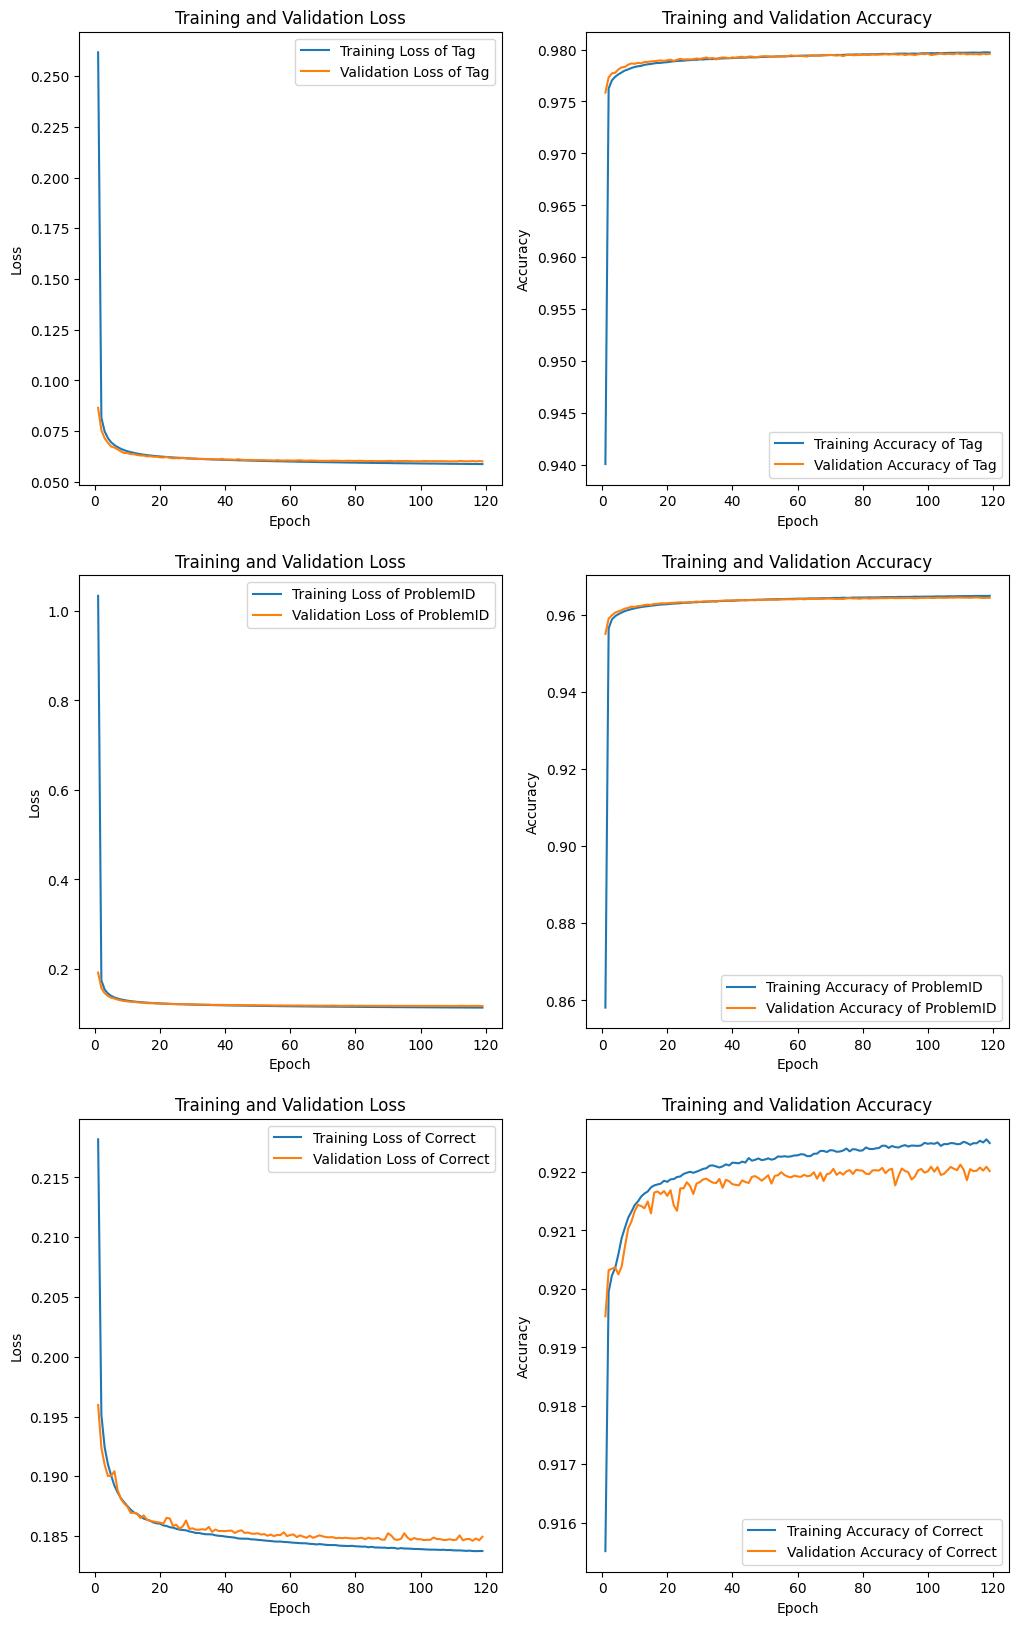 Training and Validation Loss
Training Loss of Tag
Validation Loss of Tag
0.250
0.225
0.200
0.175
0.150
0.125
0.100
0.075
0.050
Loss
0 20 40 60 80 100 120
Epoch
Training and Validation Accuracy
0.980
0.975
0.970
0.965
0.960
0.955
0.950
0.945
0.940
Accuracy
Training Accuracy of Tag
Validation Accuracy of Tag
0 20 40 60 80 100 120
Epoch
Training and Validation Loss
Training Loss of ProblemID
Validation Loss of ProblemID
1.0
0.8
0.6
0.4
0.2
Loss
0 20 40 60 80 100 120
Epoch
Training and Validation Accuracy
0.96
0.94
0.92
0.90
0.88
0.86
Accuracy
Training Accuracy of ProblemID
Validation Accuracy of ProblemID
0 20 40 60 80 100 120
Epoch
Training and Validation Loss
Training Loss of Correct
Validation Loss of Correct
0.215
0.210
0.205
0.200
0.195
0.190
0.185
Loss
0 20 40 60 80 100 120
Epoch
Training and Validation Accuracy
0.922
0.921
0.920
0.919
0.918
0.917
0.916
Accuracy
Training Accuracy of Correct
Validation Accuracy of Correct
0 20 40 60 80 100 120
Epoch